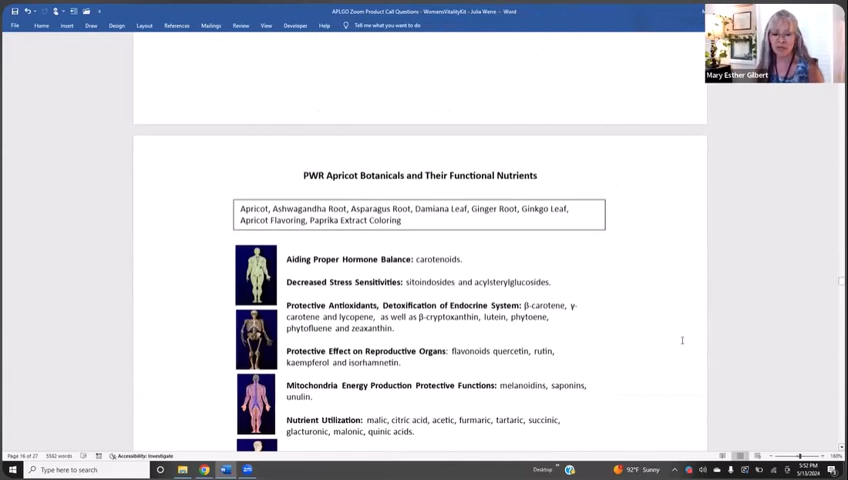 APLGO Zoom Product Call Questions - WomansVitalityKit - Julia Wene - Word
File Home Insert Draw Design Layout References Mailings Review View Developer Help Tell me what you want to do
Mary Esther Gilbert
PWR Apricot Botanicals and Their Functional Nutrients
Apricot, Ashwagandha Root, Asparagus Root, Damiana Leaf, Ginger Root, Ginkgo Leaf,
Apricot Flavoring, Paprika Extract Coloring
Aiding Proper Hormone Balance: carotenoids.
Decreased Stress Sensitivities: sitoindosides and acylsterylglucosides.
Protective Antioxidants, Detoxification of Endocrine System: β-carotene, γ-
carotene and lycopene, as well as β-cryptoxanthin, lutein, phytoene,
phytofluene and zeaxanthin.
Protective Effect on Reproductive Organs: flavonoids quercetin, rutin,
kaempferol and isorhamnetin.
Mitochondria Energy Production Protective Functions: melanoidins, saponins,
unulin.
Nutrient Utilization: malic, citric acid, acetic, furmaric, tartaric, succinic,
glacturonic, malonic, quinic acids.
Page 16 of 27 5562 words Accessibility: Investigate 160%
Type here to search Desktop 92°F Sunny 5:52 PM
5/13/2024